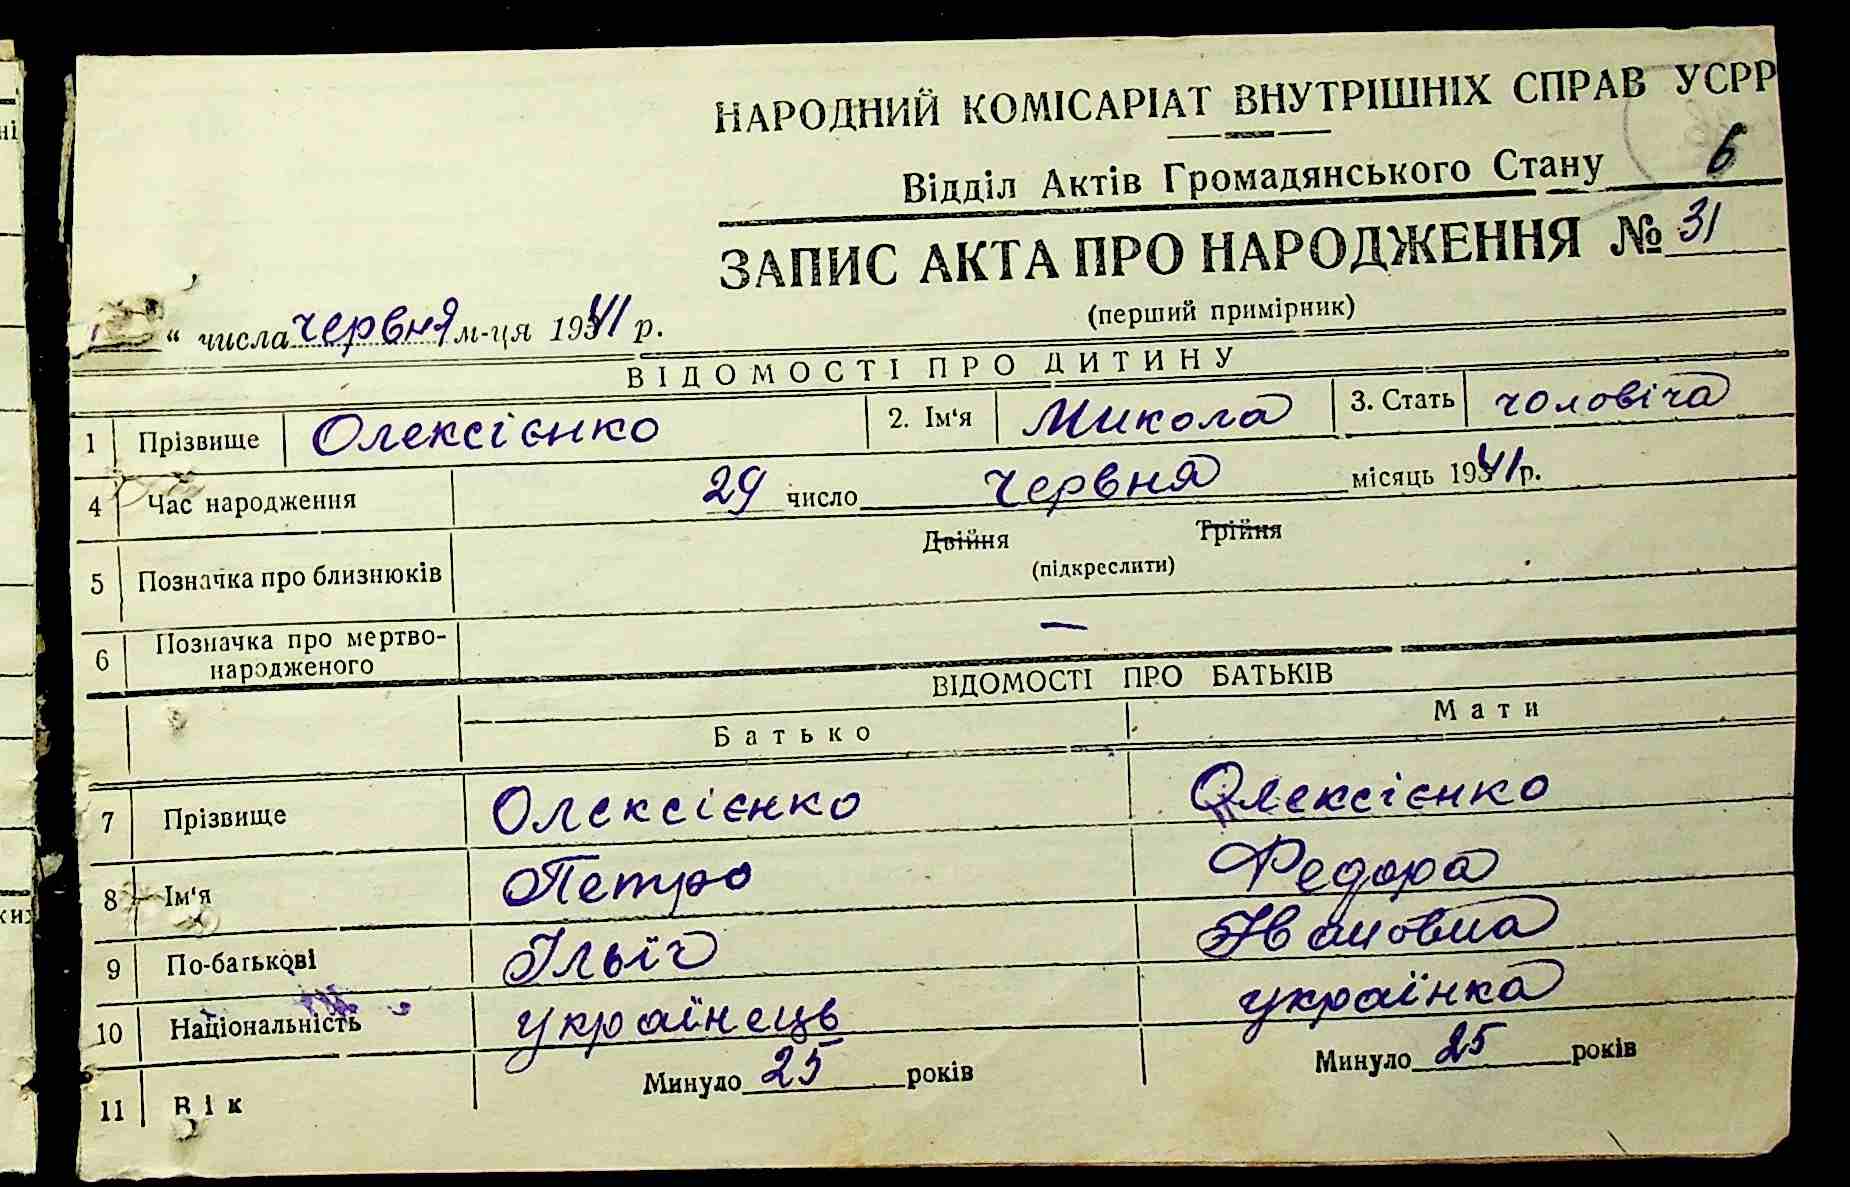 НАРОДНИЙ КОМІСАРІАТ ВНУТРІШНІХ СПРАВ УСРР
Відділ Актів Громадянського Стану 6
ЗАПИС АКТА ПРО НАРОДЖЕННЯ № 31
(перший примірник)
“ числа червня м-ця 1941 р.
ВІДОМОСТІ ПРО ДИТИНУ
1 Прізвище Олексієнко 2. Ім'я Микола 3. Стать чоловіча
4 Час народження 29 число червня місяць 1941 р.
5 Позначка про близнюків Двійня Трійня
(підкреслити)
6 Позначка про мертво-
народженого —
ВІДОМОСТІ ПРО БАТЬКІВ
Батько Мати
7 Прізвище Олексієнко Олексієнко
8 Ім'я Петро Федора
9 По-батькові Ільїч Івановна
10 Національність українець українка
11 Вік Минуло 25 років Минуло 25 років